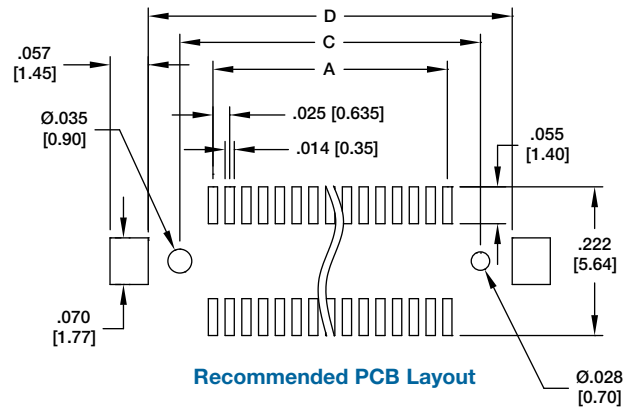 D
.057
[1.45]
C
A
Ø.035
[0.90]
.025 [0.635]
.014 [0.35]
.055
[1.40]
.222
[5.64]
.070
[1.77]
Recommended PCB Layout
Ø.028
[0.70]